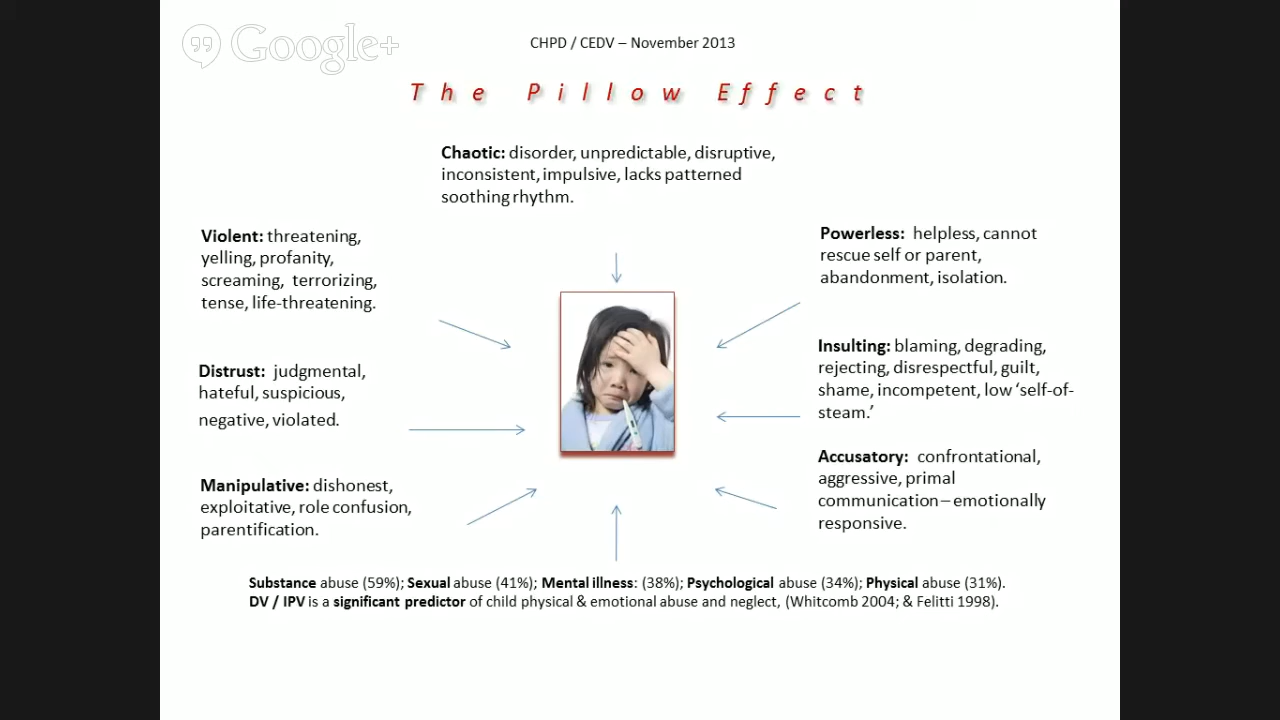 Google+
CHPD / CEDV – November 2013
The Pillow Effect
Chaotic: disorder, unpredictable, disruptive,
inconsistent, impulsive, lacks patterned
soothing rhythm.
Violent: threatening,
yelling, profanity,
screaming, terrorizing,
tense, life-threatening.
Powerless: helpless, cannot
rescue self or parent,
abandonment, isolation.
Distrust: judgmental,
hateful, suspicious,
negative, violated.
Insulting: blaming, degrading,
rejecting, disrespectful, guilt,
shame, incompetent, low ‘self-of-
steam.’
Manipulative: dishonest,
exploitative, role confusion,
parentification.
Accusatory: confrontational,
aggressive, primal
communication – emotionally
responsive.
Substance abuse (59%); Sexual abuse (41%); Mental illness: (38%); Psychological abuse (34%); Physical abuse (31%).
DV / IPV is a significant predictor of child physical & emotional abuse and neglect, (Whitcomb 2004; & Felitti 1998).